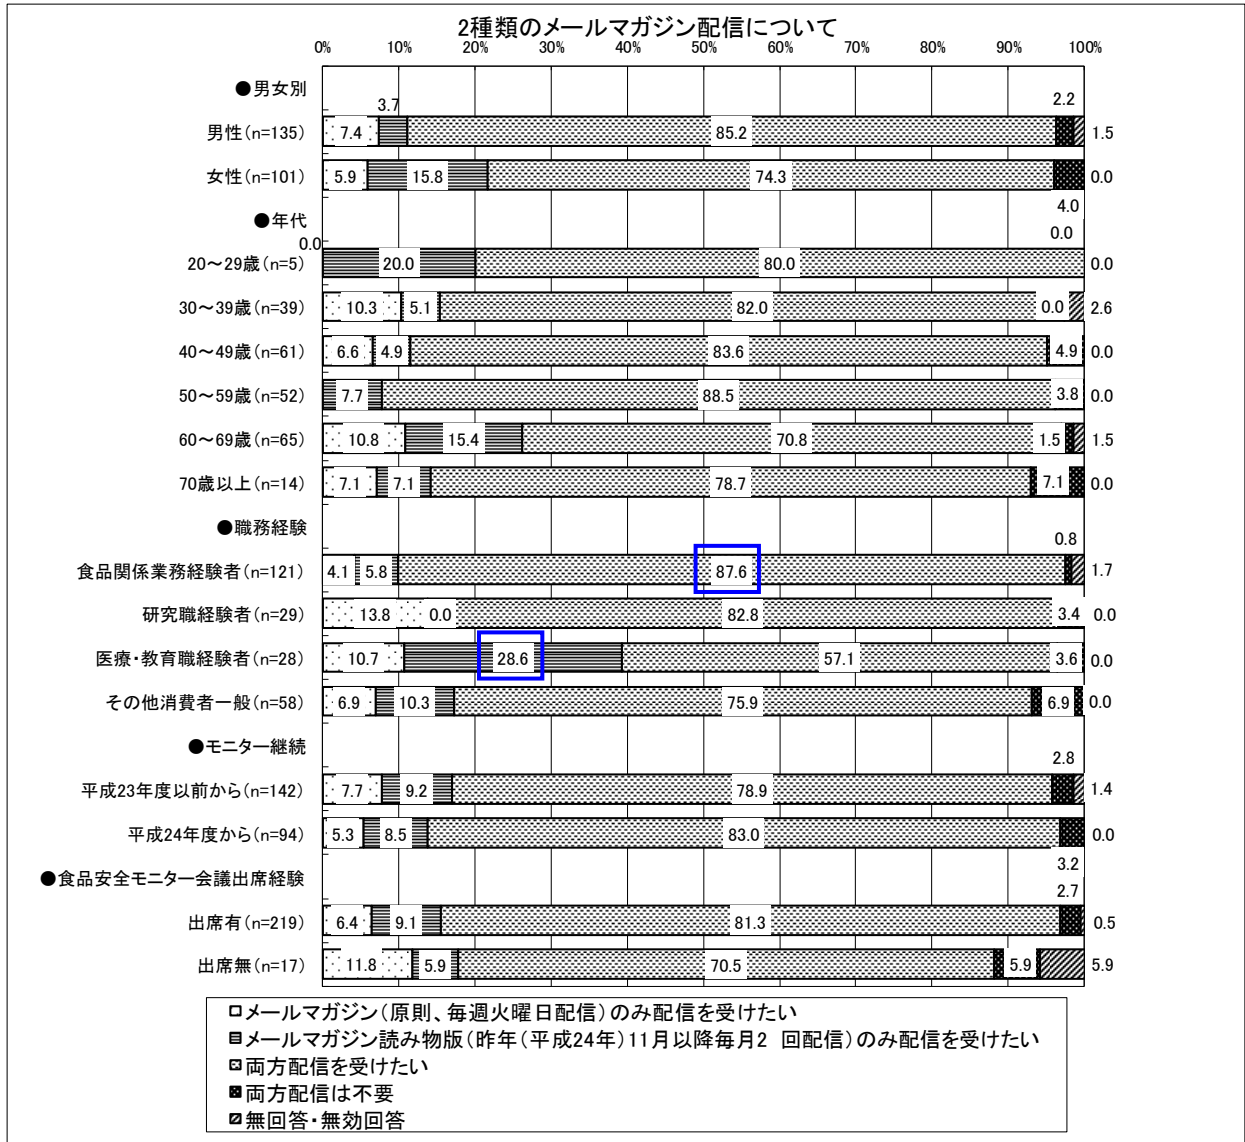 2種類のメールマガジン配信について
0% 10% 20% 30% 40% 50% 60% 70% 80% 90% 100%
●男女別
3.7 2.2
男性(n=135) 7.4 85.2 1.5
女性(n=101) 5.9 15.8 74.3 0.0
4.0
●年代
0.0 0.0
20～29歳(n=5) 20.0 80.0 0.0
30～39歳(n=39) 10.3 5.1 82.0 0.0 2.6
40～49歳(n=61) 6.6 4.9 83.6 4.9 0.0
50～59歳(n=52) 7.7 88.5 3.8 0.0
60～69歳(n=65) 10.8 15.4 70.8 1.5 1.5
70歳以上(n=14) 7.1 7.1 78.7 7.1 0.0
●職務経験
0.8
食品関係業務経験者(n=121) 4.1 5.8 87.6 1.7
研究職経験者(n=29) 13.8 0.0 82.8 3.4 0.0
医療・教育職経験者(n=28) 10.7 28.6 57.1 3.6 0.0
その他消費者一般(n=58) 6.9 10.3 75.9 6.9 0.0
●モニター継続
2.8
平成23年度以前から(n=142) 7.7 9.2 78.9 1.4
平成24年度から(n=94) 5.3 8.5 83.0 0.0
3.2
●食品安全モニター会議出席経験
2.7
出席有(n=219) 6.4 9.1 81.3 0.5
出席無(n=17) 11.8 5.9 70.5 5.9 5.9
メールマガジン(原則、毎週火曜日配信)のみ配信を受けたい
メールマガジン読み物版(昨年(平成24年)11月以降毎月2 回配信)のみ配信を受けたい
両方配信を受けたい
両方配信は不要
無回答・無効回答